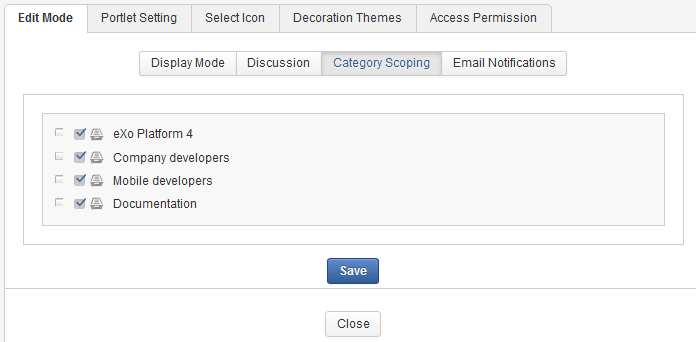 Edit Mode Portlet Setting Select Icon Decoration Themes Access Permission
Display Mode Discussion Category Scoping Email Notifications
eXo Platform 4
Company developers
Mobile developers
Documentation
Save
Close